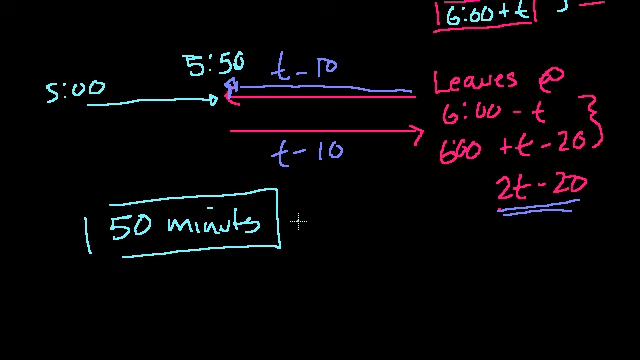 6:00 + t
5:50
t - 10
5:00
Leaves @
6:00 - t
6:00 + t - 20
t - 10
2t - 20
50 minuts